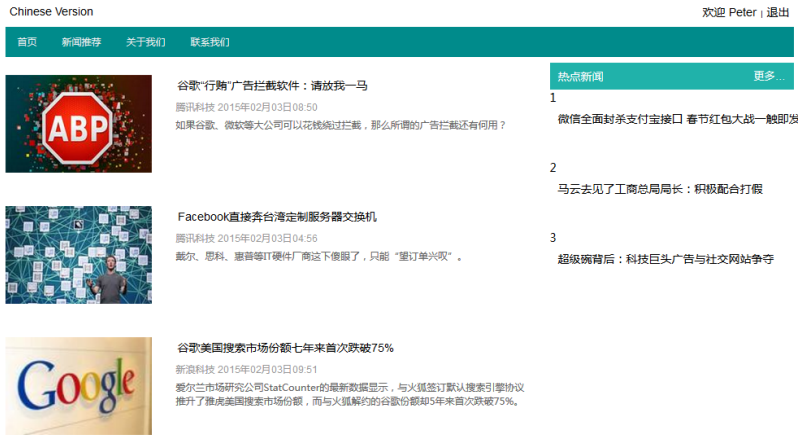 Chinese Version
欢迎 Peter | 退出
首页 新闻推荐 关于我们 联系我们
ABP
谷歌“行贿”广告拦截软件：请放我一马
腾讯科技 2015年02月03日08:50
如果谷歌、微软等大公司可以花钱绕过拦截，那么所谓的广告拦截还有何用？
Facebook直接奔台湾定制服务器交换机
腾讯科技 2015年02月03日04:56
戴尔、思科、惠普等IT硬件厂商这下傻眼了，只能“望订单兴叹”。
Google
谷歌美国搜索市场份额七年来首次跌破75%
新浪科技 2015年02月03日09:51
爱尔兰市场研究公司StatCounter的最新数据显示，与火狐签订默认搜索引擎协议
推升了雅虎美国搜索市场份额，而与火狐解约的谷歌份额却5年来首次跌破75%。
热点新闻 更多...
1
微信全面封杀支付宝接口 春节红包大战一触即发
2
马云去见了工商总局局长：积极配合打假
3
超级碗背后：科技巨头广告与社交网站争夺